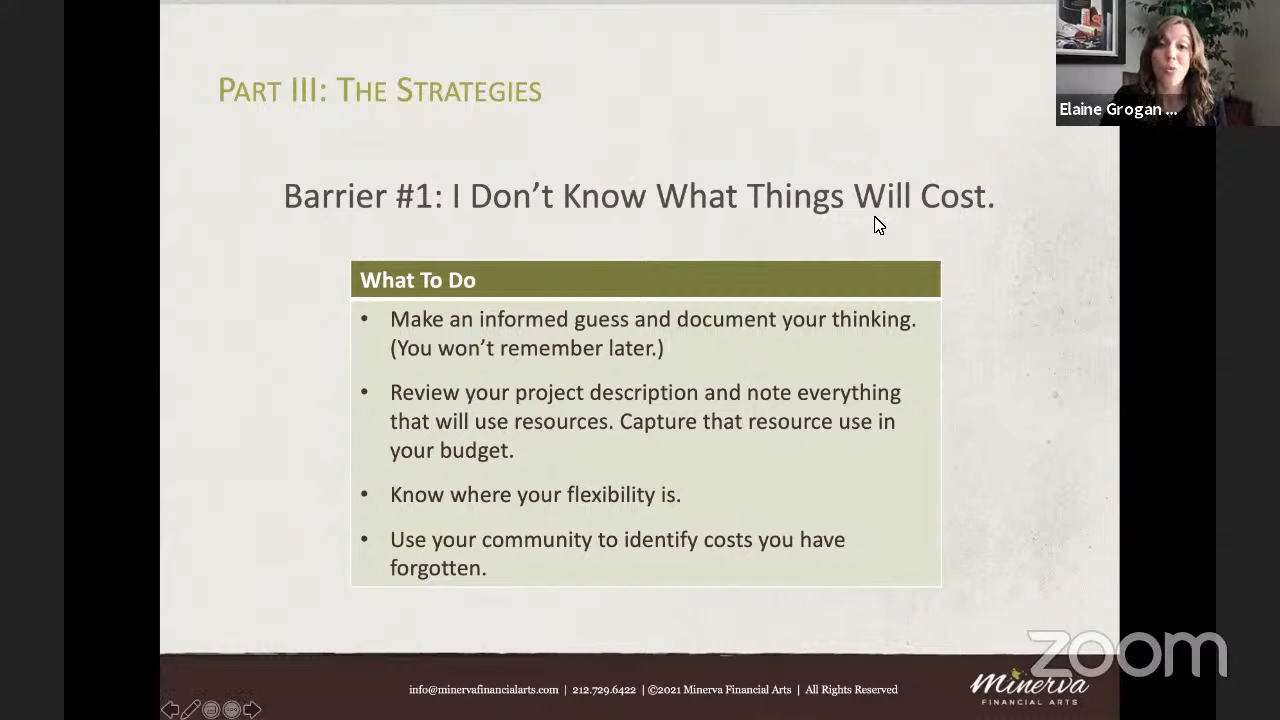 Elaine Grogan ...
PART III: THE STRATEGIES
Barrier #1: I Don’t Know What Things Will Cost.
What To Do
• Make an informed guess and document your thinking.
(You won’t remember later.)
• Review your project description and note everything
that will use resources. Capture that resource use in
your budget.
• Know where your flexibility is.
• Use your community to identify costs you have
forgotten.
zoom
info@minervafinancialarts.com | 212.729.6422 | ©2021 Minerva Financial Arts | All Rights Reserved
Minerva
FINANCIAL ARTS